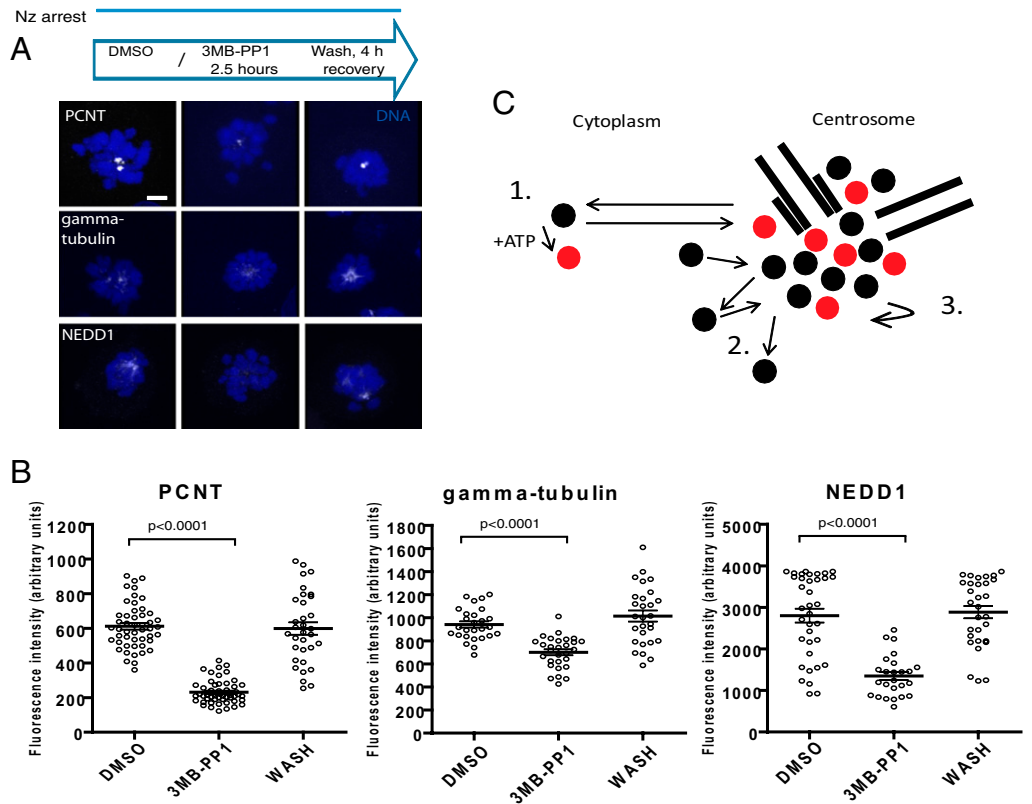 Nz arrest
A
DMSO / 3MB-PP1 Wash, 4 h
2.5 hours recovery
PCNT
DNA
gamma-
tubulin
NEDD1
C
Cytoplasm Centrosome
1.
+ATP
2.
3.
B
PCNT
Fluorescence intensity (arbitrary units)
1200
1000
800
600
400
200
0
p<0.0001
DMSO
3MB-PP1
WASH
gamma-tubulin
Fluorescence intensity (arbitrary units)
1800
1600
1400
1200
1000
800
600
400
200
0
p<0.0001
DMSO
3MB-PP1
WASH
NEDD1
Fluorescence intensity (arbitrary units)
5000
4000
3000
2000
1000
0
p<0.0001
DMSO
3MB-PP1
WASH